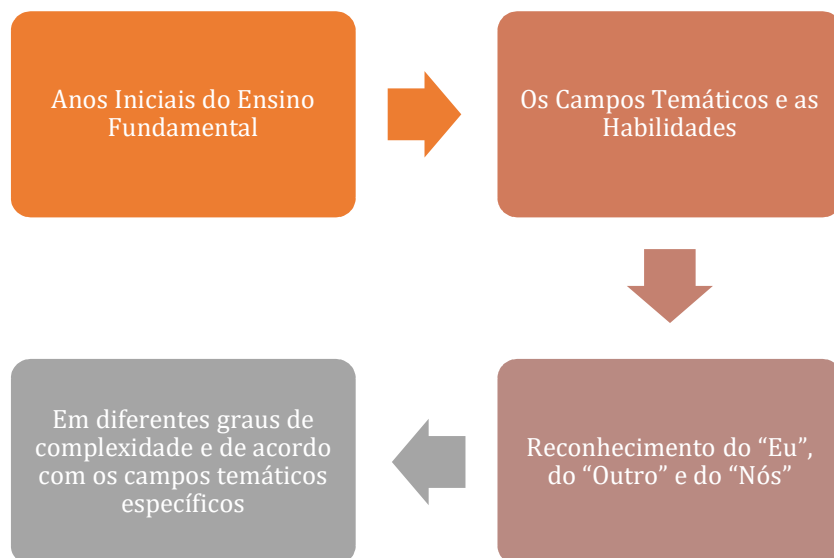 Anos Iniciais do Ensino
Fundamental
Os Campos Temáticos e as
Habilidades
Reconhecimento do “Eu”,
do “Outro” e do “Nós”
Em diferentes graus de
complexidade e de acordo
com os campos temáticos
específicos